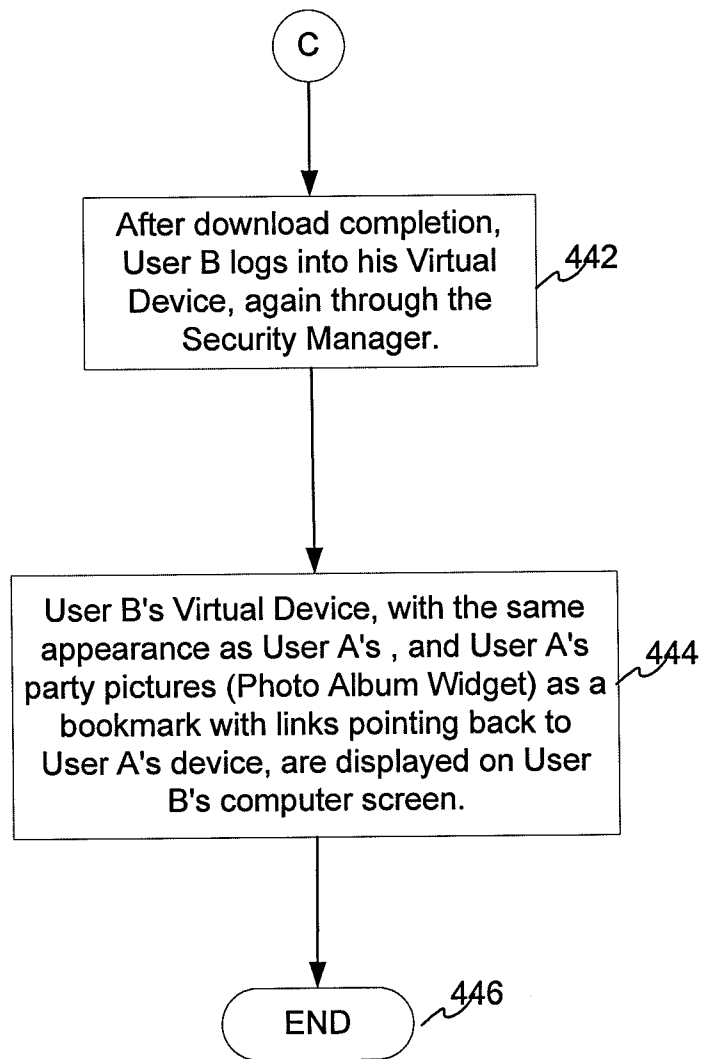 C
After download completion,
User B logs into his Virtual
Device, again through the
Security Manager.
442
User B's Virtual Device, with the same
appearance as User A's , and User A's
party pictures (Photo Album Widget) as a
bookmark with links pointing back to
User A's device, are displayed on User
B's computer screen.
444
END
446